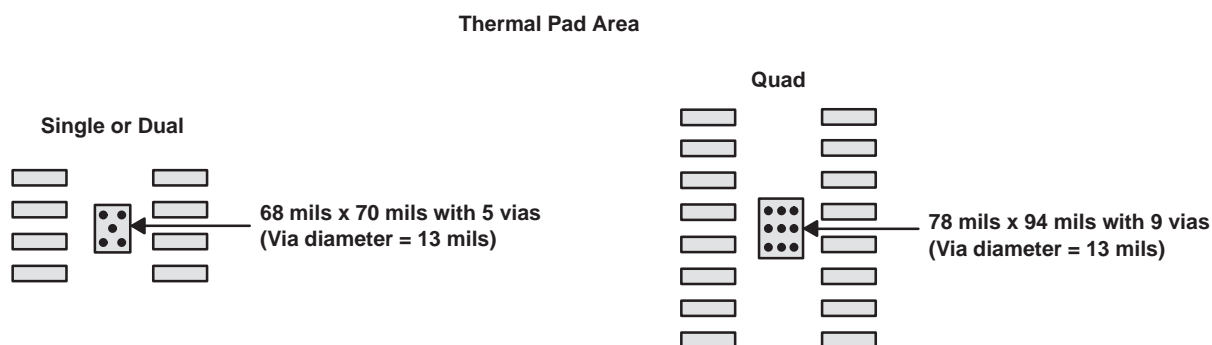 Thermal Pad Area
Quad
Single or Dual
68 mils x 70 mils with 5 vias
(Via diameter = 13 mils)
78 mils x 94 mils with 9 vias
(Via diameter = 13 mils)